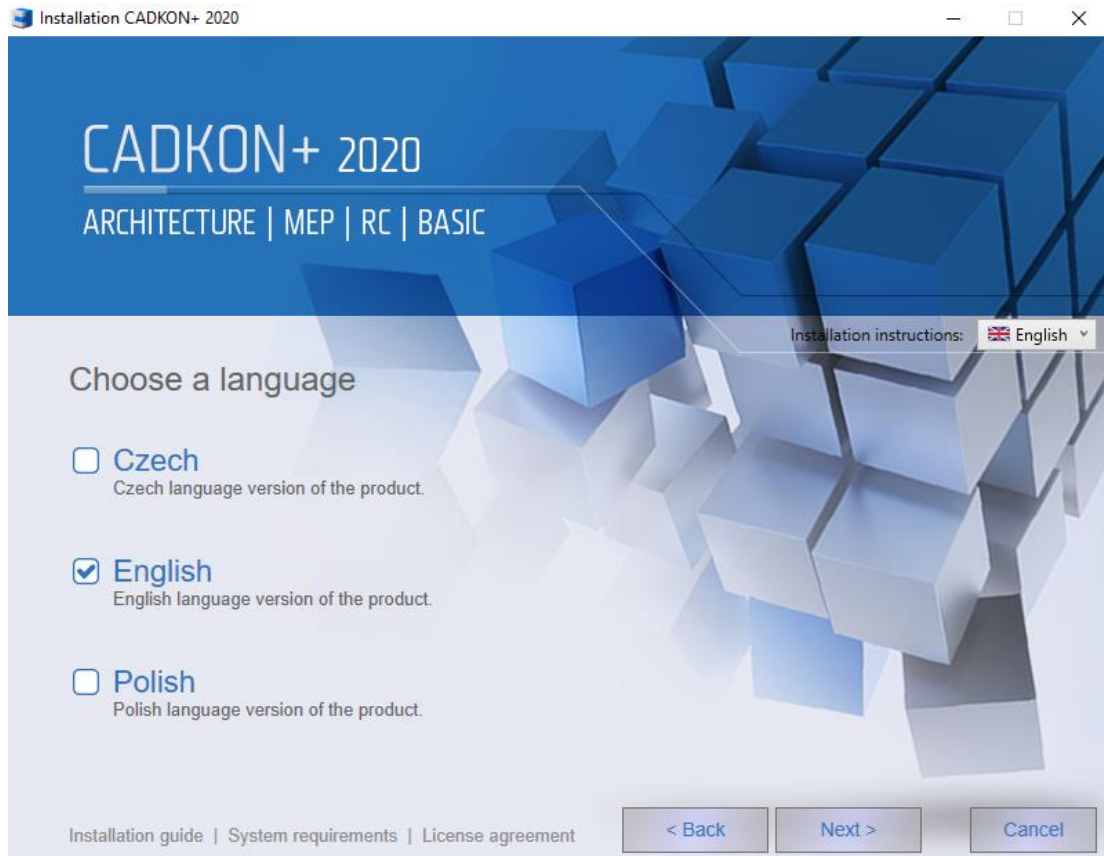 Installation CADKON+ 2020
CADKON+ 2020
ARCHITECTURE | MEP | RC | BASIC
Installation instructions: English
Choose a language
Czech
Czech language version of the product.
English
English language version of the product.
Polish
Polish language version of the product.
Installation guide | System requirements | License agreement
< Back Next > Cancel